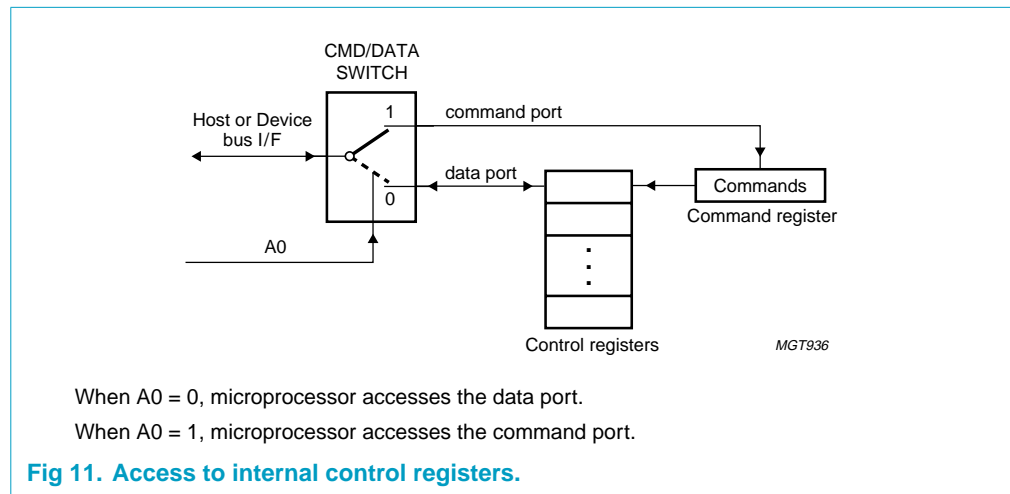 CMD/DATA
SWITCH
Host or Device
bus I/F
1
command port
data port
0
Commands
Command register
A0
Control registers
MGT936
When A0 = 0, microprocessor accesses the data port.
When A0 = 1, microprocessor accesses the command port.
Fig 11. Access to internal control registers.